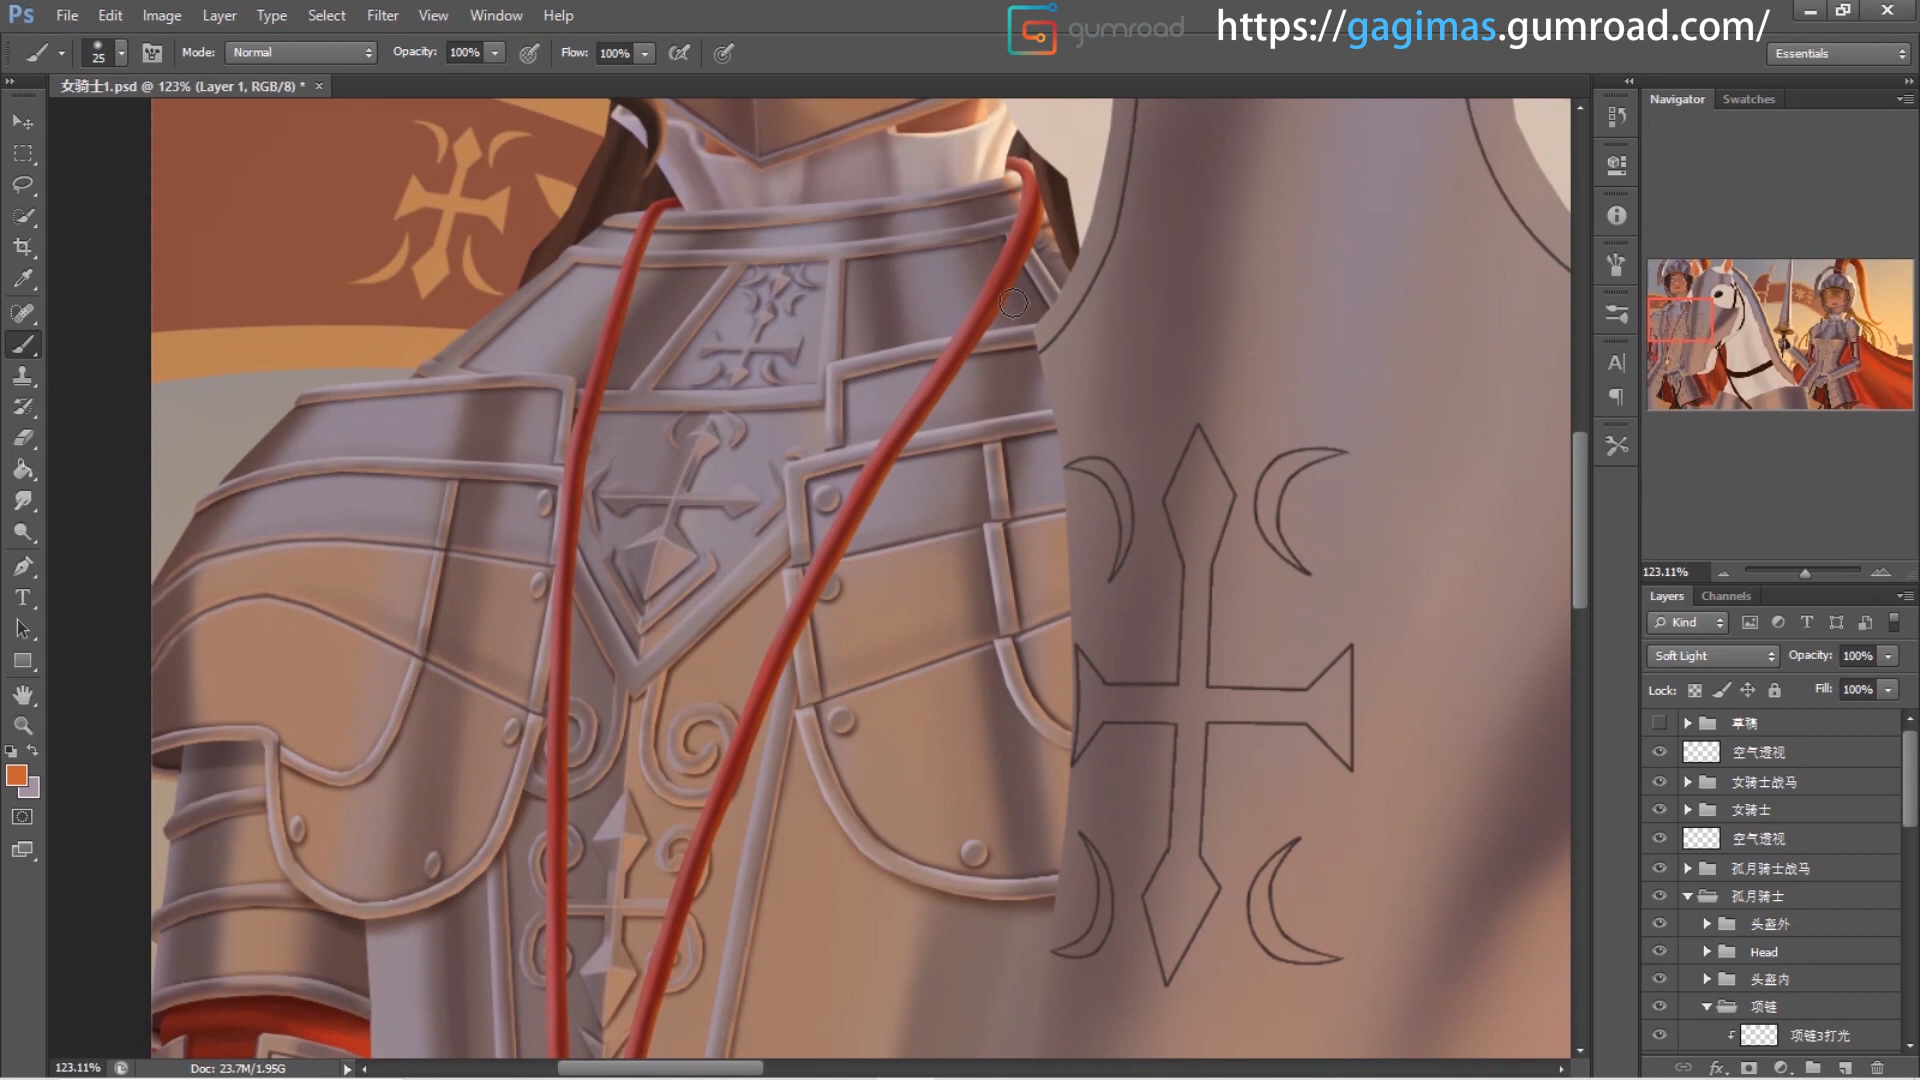 Ps File Edit Image Layer Type Select Filter View Window Help
gumroad
https://gagimas.gumroad.com/
25 Mode: Normal Opacity: 100% Flow: 100% Essentials
女骑士1.psd @ 123% (Layer 1, RGB/8) * ×
Navigator Swatches
123.11%
Layers Channels
Kind
Soft Light Opacity: 100%
Lock: Fill: 100%
草稿
空气透视
女骑士战马
女骑士
空气透视
孤月骑士战马
孤月骑士
头盔外
Head
头盔内
项链
项链3打光
123.11% Doc: 23.7M/1.95G